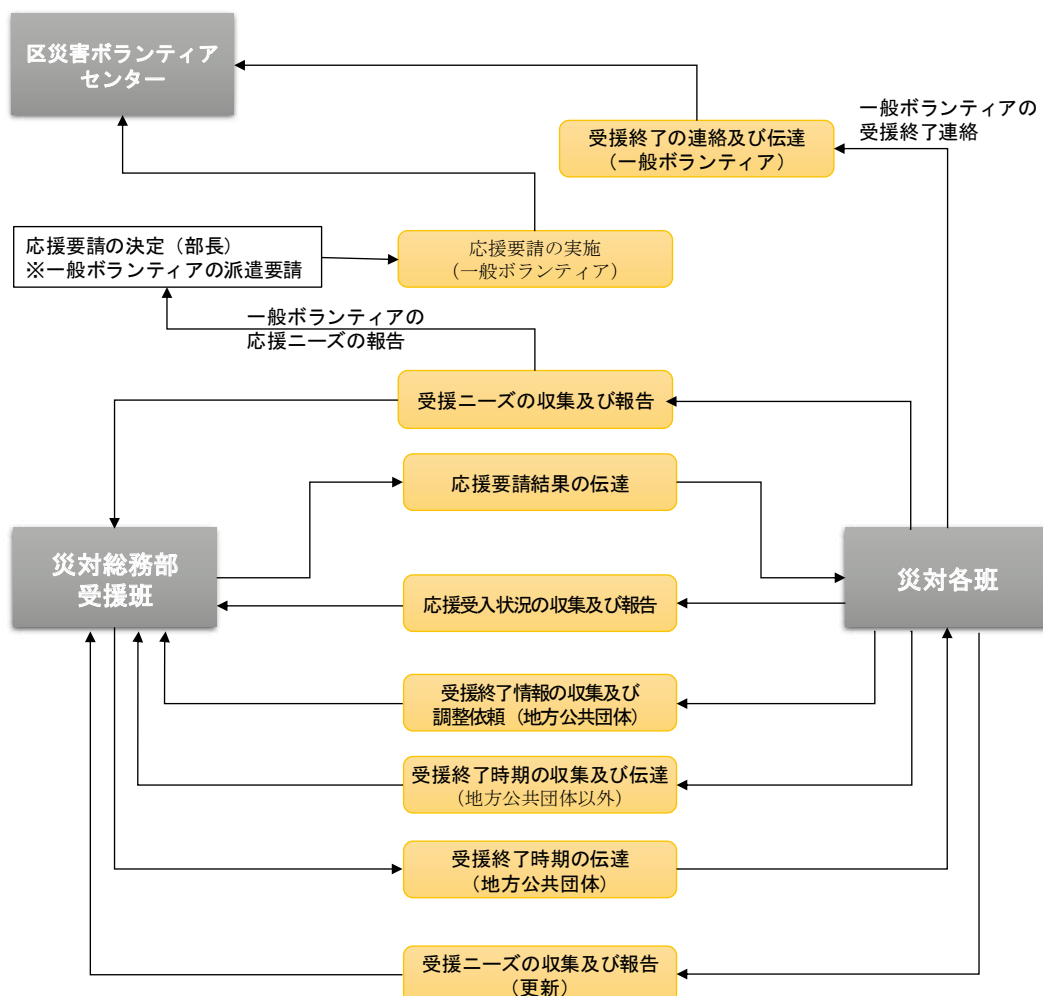 区災害ボランティア
センター
一般ボランティアの
受援終了連絡
受援終了の連絡及び伝達
（一般ボランティア）
応援要請の決定（部長）
※一般ボランティアの派遣要請
応援要請の実施
（一般ボランティア）
一般ボランティアの
応援ニーズの報告
受援ニーズの収集及び報告
応援要請結果の伝達
災対総務部
受援班
災対各班
応援受入状況の収集及び報告
受援終了情報の収集及び
調整依頼（地方公共団体）
受援終了時期の収集及び伝達
（地方公共団体以外）
受援終了時期の伝達
（地方公共団体）
受援ニーズの収集及び報告
（更新）